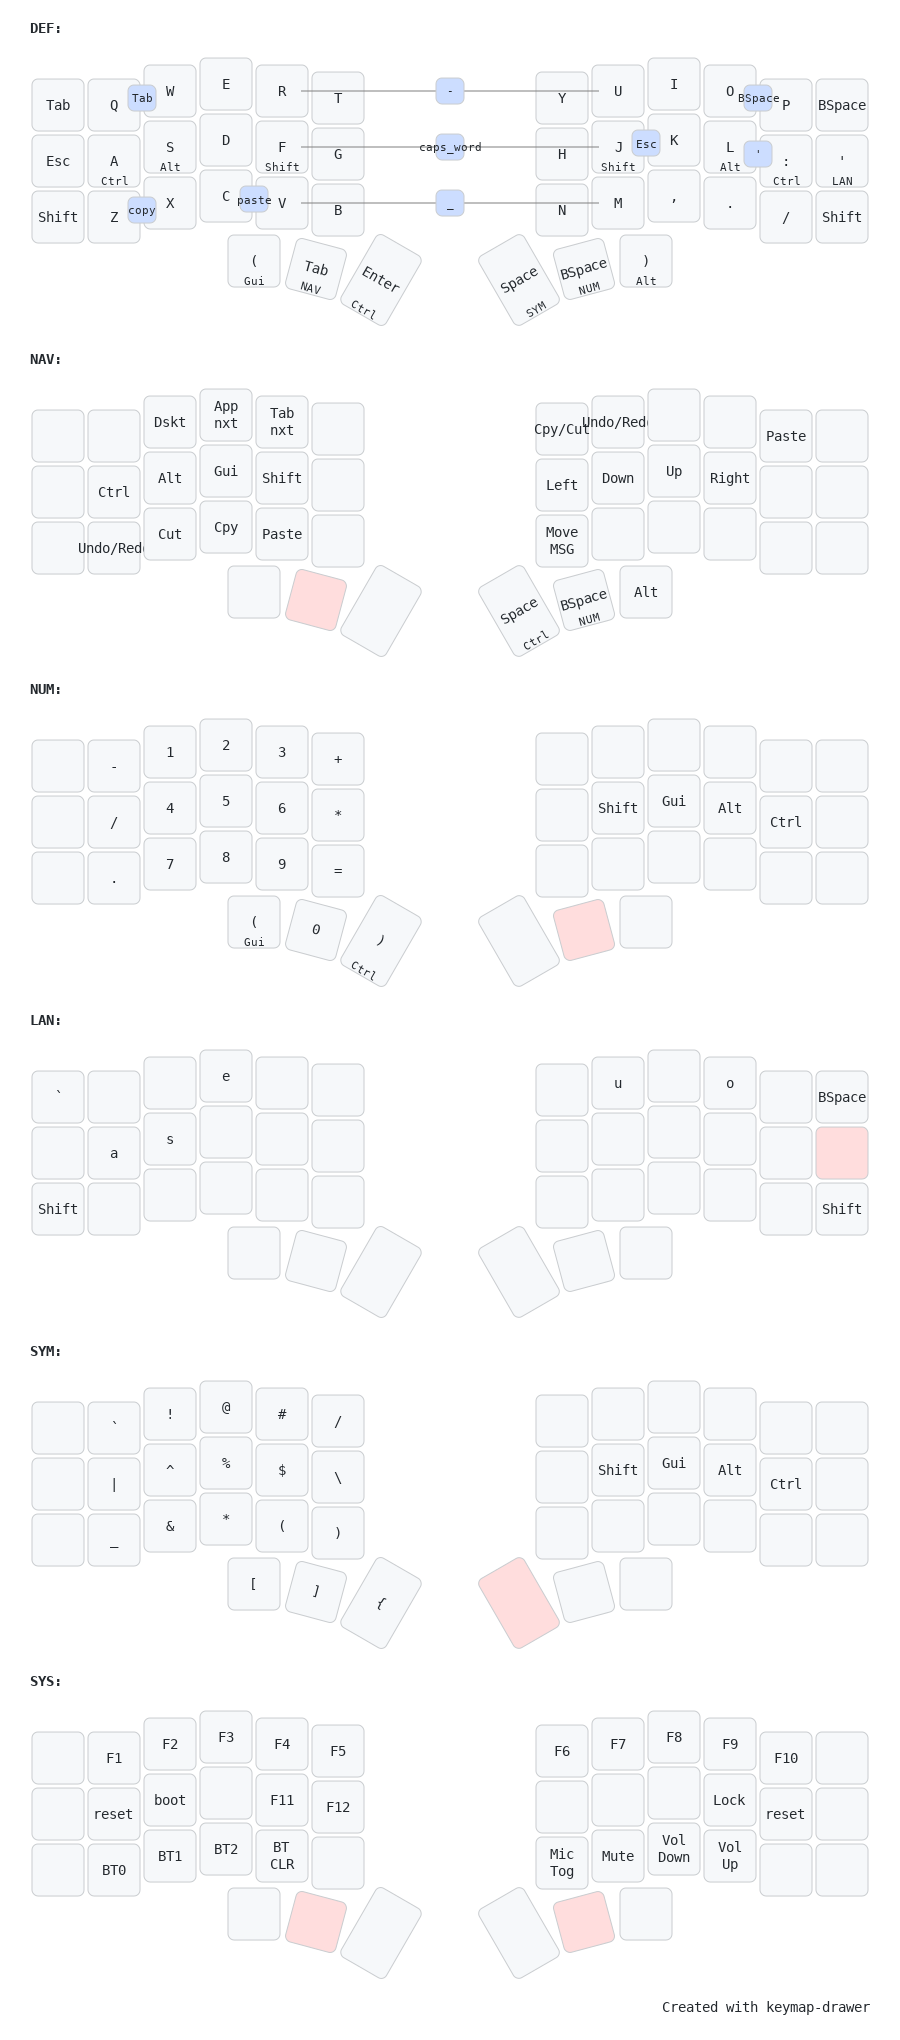 DEF:
Tab Q Tab W E R - T Y U I O BSpace P BSpace
Esc A Ctrl S Alt D F Shift caps_word G H J Shift Esc K L Alt ' : Ctrl ' LAN
Shift Z copy X C paste V _ B N M , . / Shift
( Gui Tab NAV Enter Ctrl Space SYM BSpace NUM ) Alt
NAV:
Dskt App nxt Tab nxt Cpy/Cut Undo/Redo Paste
Ctrl Alt Gui Shift Left Down Up Right
Undo/Redo Cut Cpy Paste Move MSG
Space Ctrl BSpace NUM Alt
NUM:
- 1 2 3 +
/ 4 5 6 * Shift Gui Alt Ctrl
. 7 8 9 =
( Gui 0 ) Ctrl
LAN:
` e u o BSpace
a s
Shift Shift
SYM:
` ! @ # /
| ^ % $ \ Shift Gui Alt Ctrl
_ & * ( )
[ ] {
SYS:
F1 F2 F3 F4 F5 F6 F7 F8 F9 F10
reset boot F11 F12 Lock reset
BT0 BT1 BT2 BT CLR Mic Tog Mute Vol Down Vol Up
Created with keymap-drawer